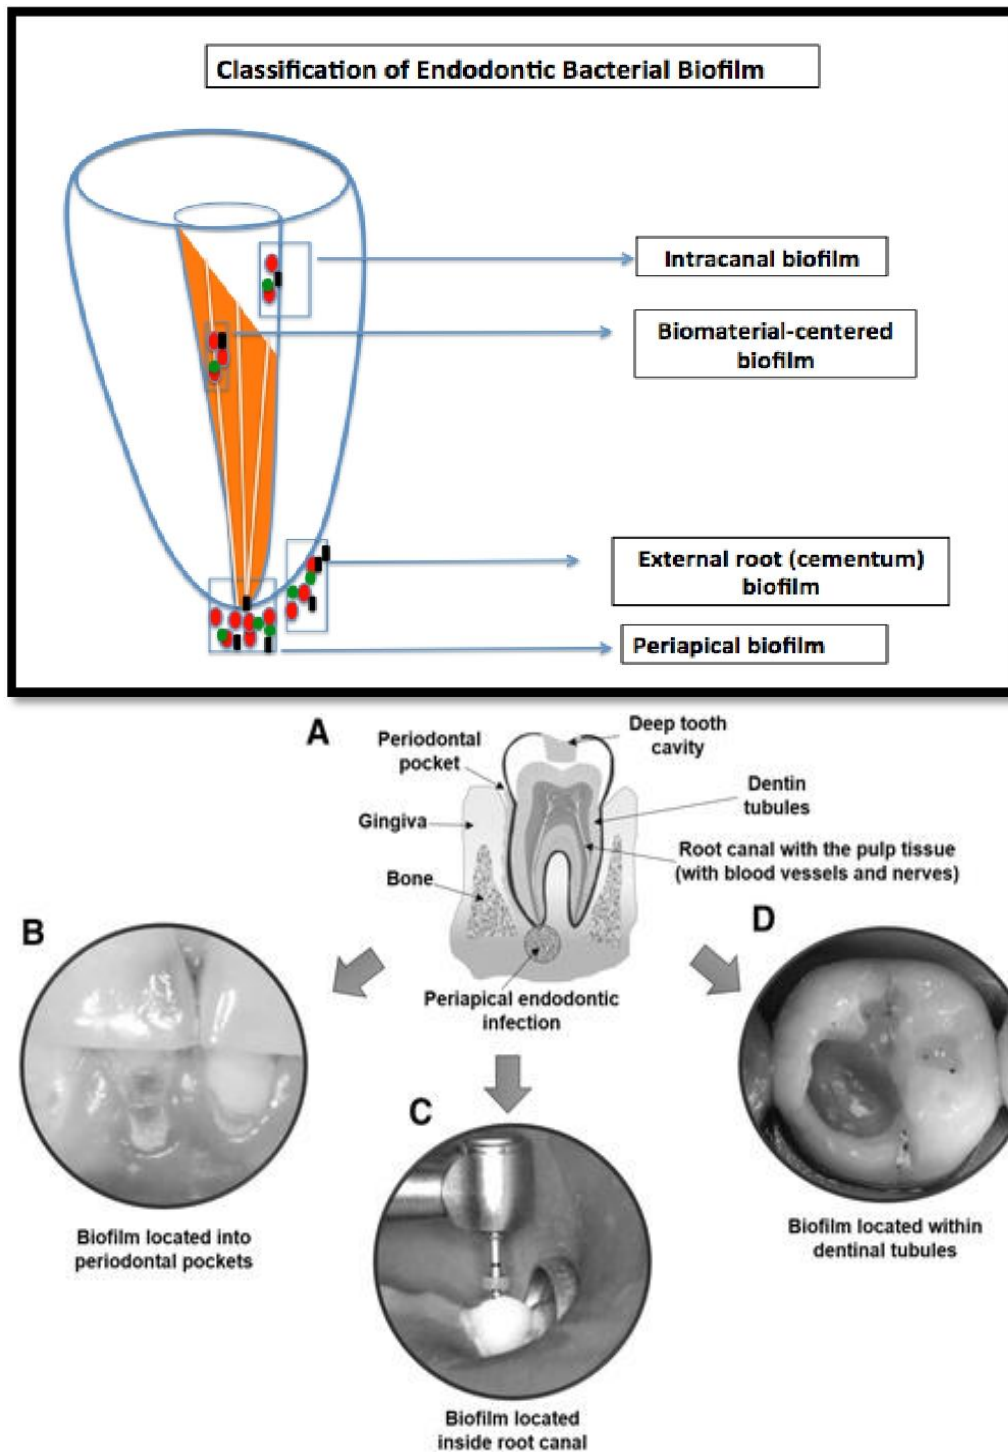 Classification of Endodontic Bacterial Biofilm
Intracanal biofilm
Biomaterial-centered
biofilm
External root (cementum)
biofilm
Periapical biofilm
A
Deep tooth
cavity
Periodontal
pocket
Dentin
tubules
Gingiva
Root canal with the pulp tissue
(with blood vessels and nerves)
Bone
B
D
Periapical endodontic
infection
C
Biofilm located into
periodontal pockets
Biofilm located within
dentinal tubules
Biofilm located
inside root canal